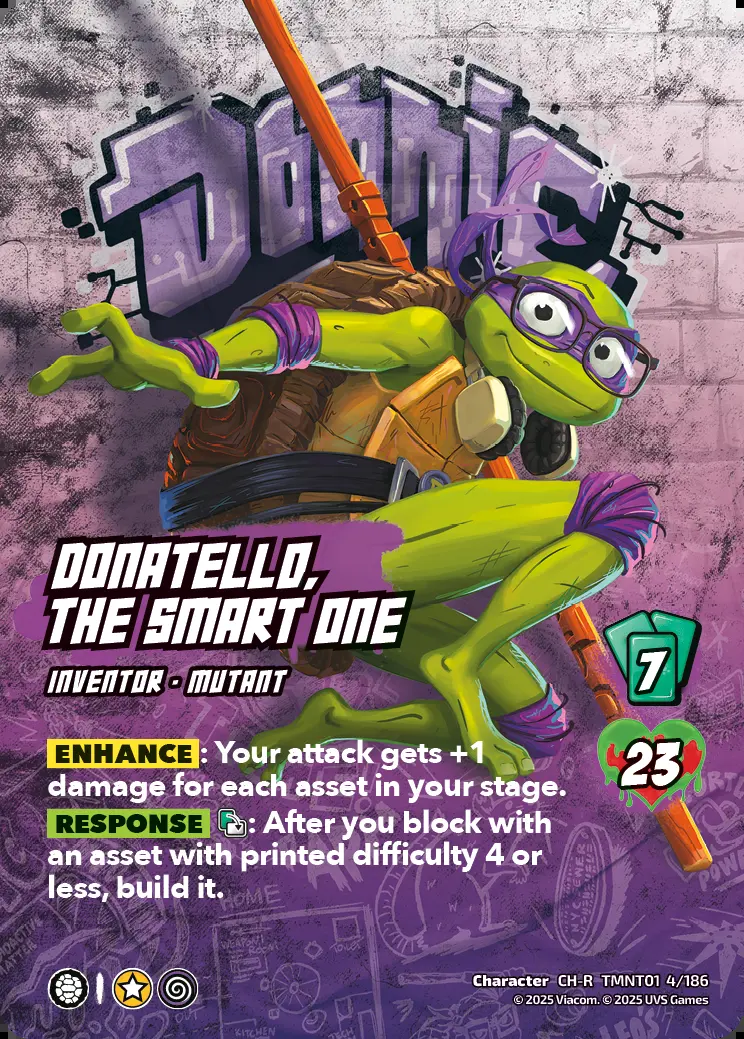 Donnie
DONATELLO,
THE SMART ONE
INVENTOR · MUTANT
7
23
ENHANCE: Your attack gets +1
damage for each asset in your stage.
RESPONSE : After you block with
an asset with printed difficulty 4 or
less, build it.
HOME
KITCHEN
Character CH-R TMNT01 4/186
© 2025 Viacom. © 2025 UVS Games